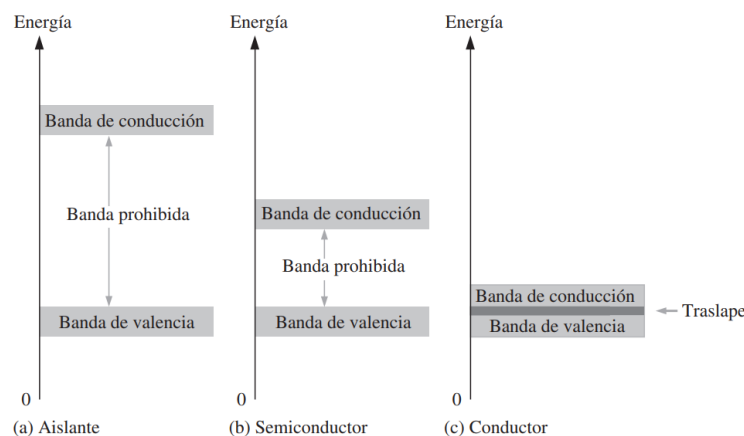 Energía
Banda de conducción
Banda prohibida
Banda de valencia
0
(a) Aislante
Energía
Banda de conducción
Banda prohibida
Banda de valencia
0
(b) Semiconductor
Energía
Banda de conducción
Banda de valencia
Traslape
0
(c) Conductor